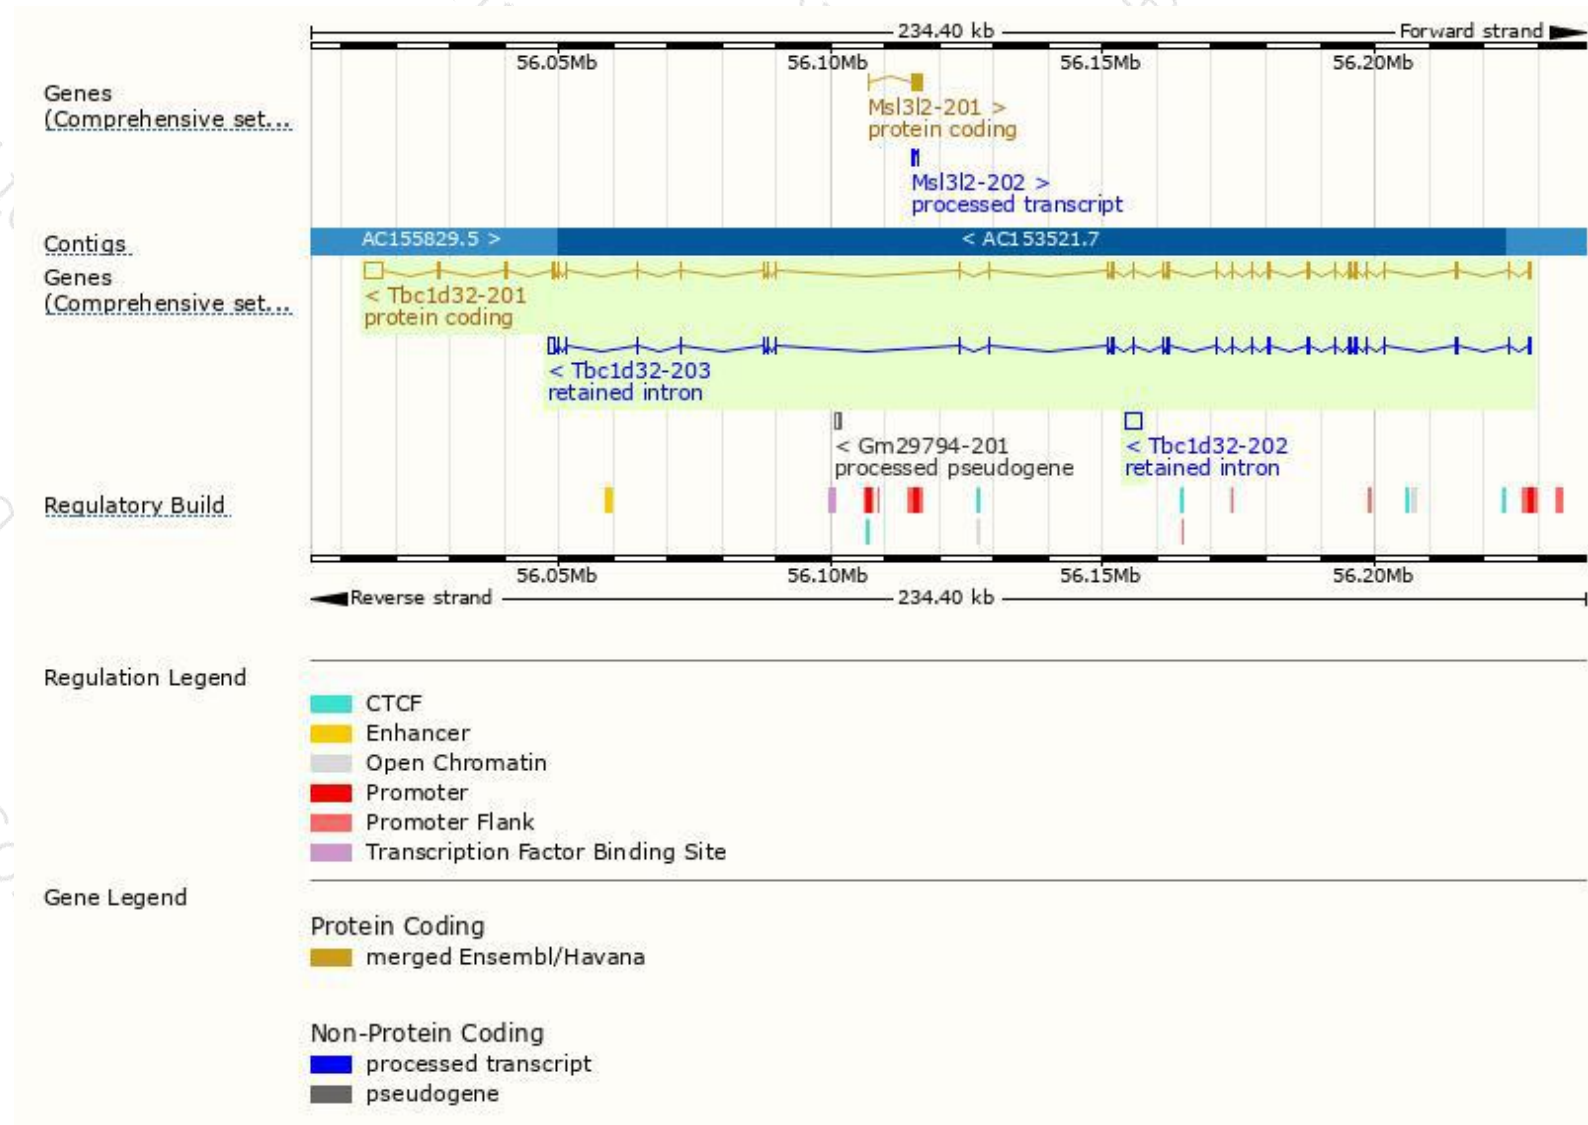 234.40 kb Forward strand
56.05Mb 56.10Mb 56.15Mb 56.20Mb
Genes
(Comprehensive set...
Msl3l2-201 >
protein coding
Msl3l2-202 >
processed transcript
Contigs
AC155829.5 > < AC153521.7
Genes
(Comprehensive set...
< Tbc1d32-201
protein coding
< Tbc1d32-203
retained intron
< Gm29794-201 < Tbc1d32-202
processed pseudogene retained intron
Regulatory Build
56.05Mb 56.10Mb 56.15Mb 56.20Mb
Reverse strand 234.40 kb
Regulation Legend
CTCF
Enhancer
Open Chromatin
Promoter
Promoter Flank
Transcription Factor Binding Site
Gene Legend
Protein Coding
merged Ensembl/Havana
Non-Protein Coding
processed transcript
pseudogene